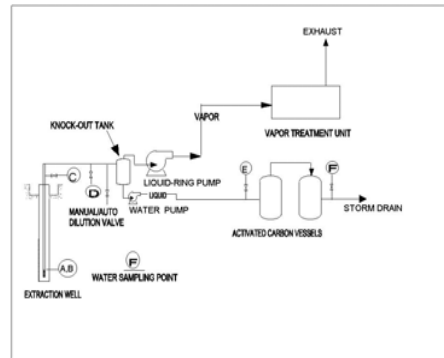 EXHAUST
KNOCK-OUT TANK
VAPOR
VAPOR TREATMENT UNIT
LIQUID-RING PUMP
C
D
E
F
LIQUID
MANUAL/AUTO
DILUTION VALVE
WATER PUMP
STORM DRAIN
ACTIVATED CARBON VESSELS
A,B
F
WATER SAMPLING POINT
EXTRACTION WELL